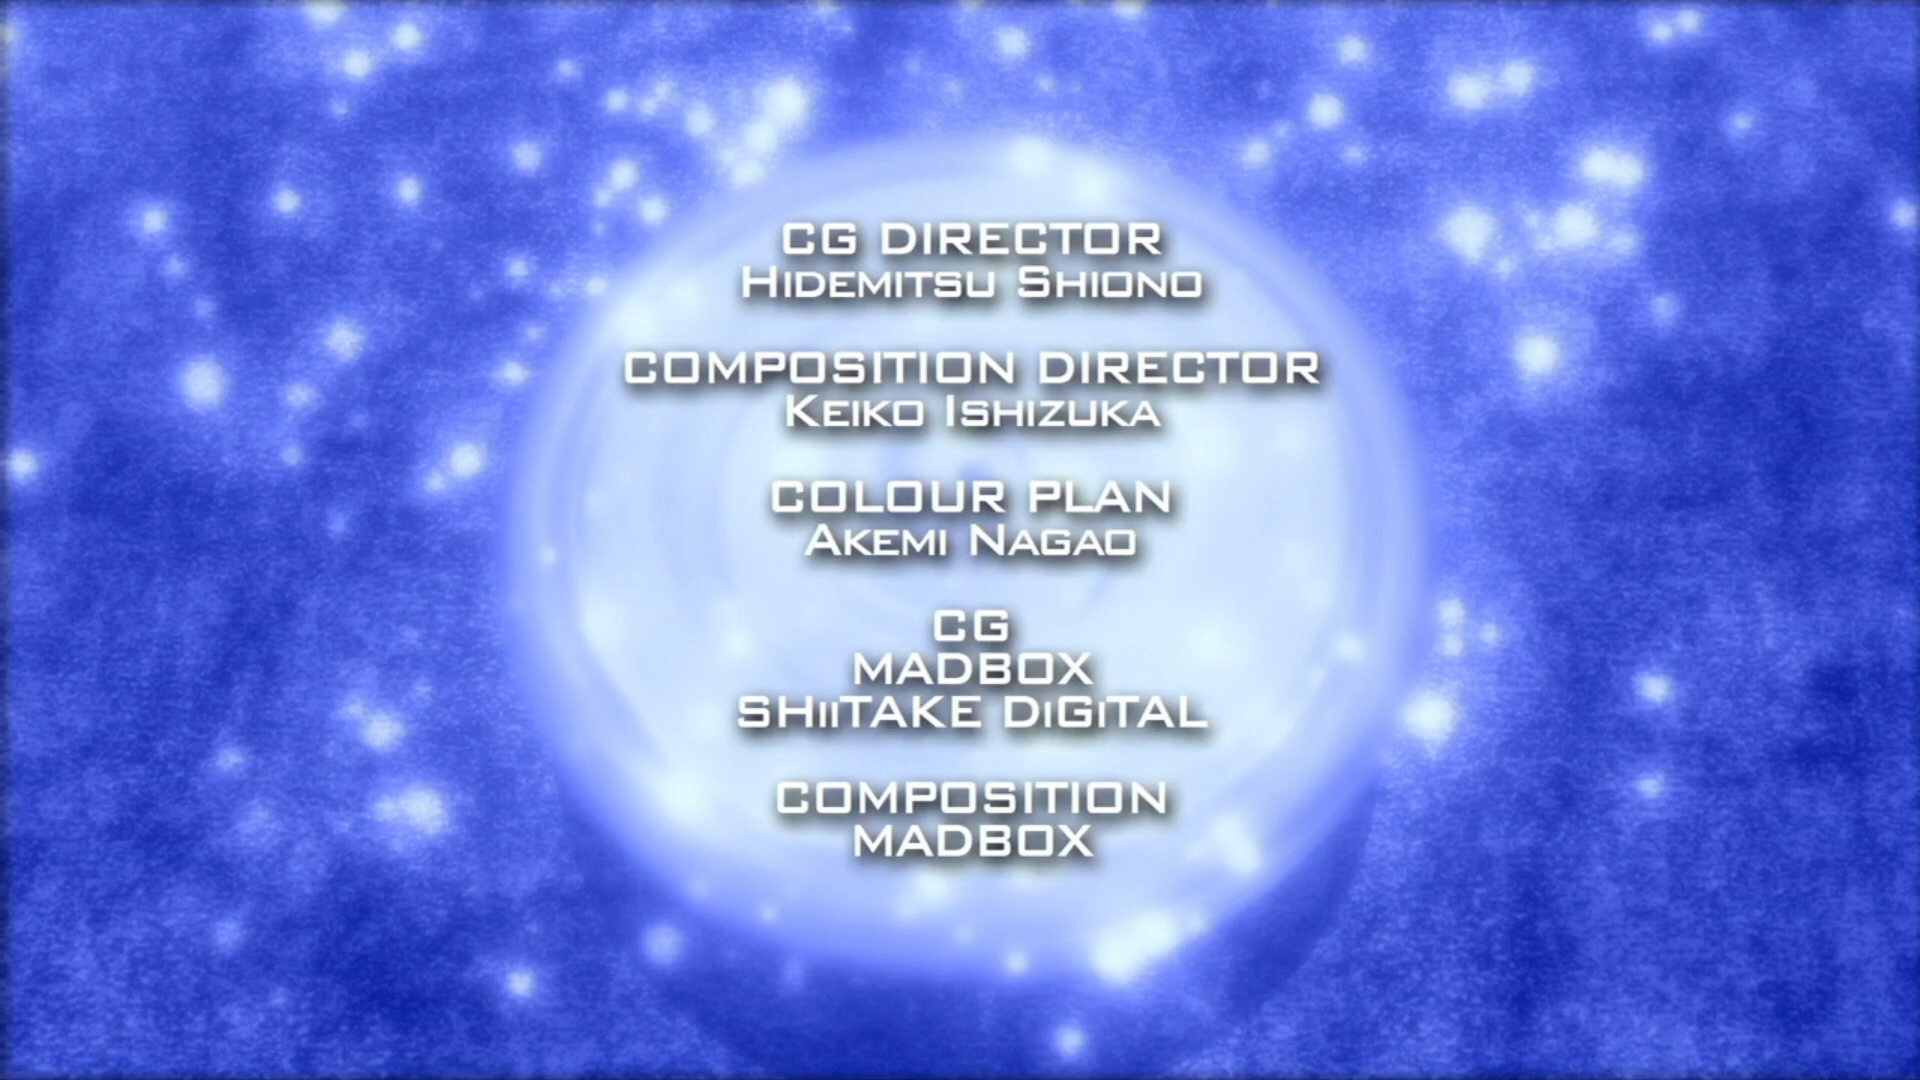 CG DIRECTOR
Hidemitsu Shiono
COMPOSITION DIRECTOR
Keiko Ishizuka
COLOUR PLAN
Akemi Nagao
CG
MADBOX
SHiiTAKE DiGiTAL
COMPOSITION
MADBOX